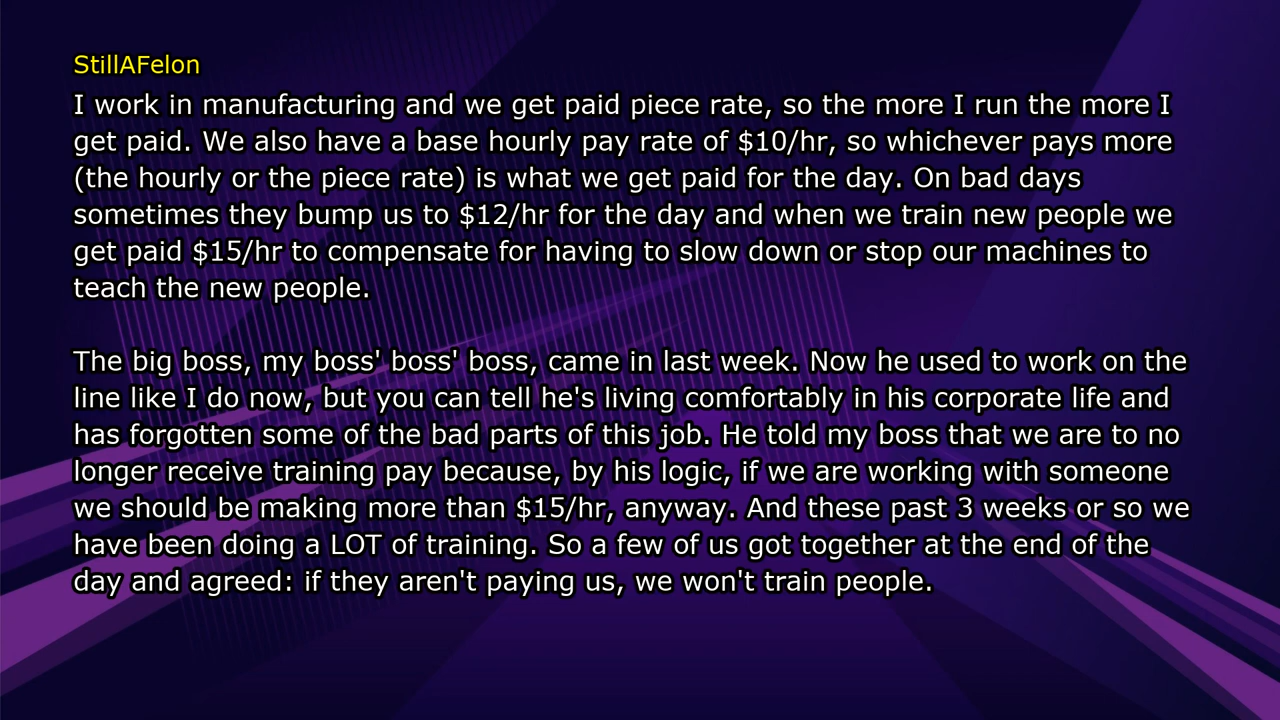 StillAFelon
I work in manufacturing and we get paid piece rate, so the more I run the more I
get paid. We also have a base hourly pay rate of $10/hr, so whichever pays more
(the hourly or the piece rate) is what we get paid for the day. On bad days
sometimes they bump us to $12/hr for the day and when we train new people we
get paid $15/hr to compensate for having to slow down or stop our machines to
teach the new people.

The big boss, my boss' boss' boss, came in last week. Now he used to work on the
line like I do now, but you can tell he's living comfortably in his corporate life and
has forgotten some of the bad parts of this job. He told my boss that we are to no
longer receive training pay because, by his logic, if we are working with someone
we should be making more than $15/hr, anyway. And these past 3 weeks or so we
have been doing a LOT of training. So a few of us got together at the end of the
day and agreed: if they aren't paying us, we won't train people.